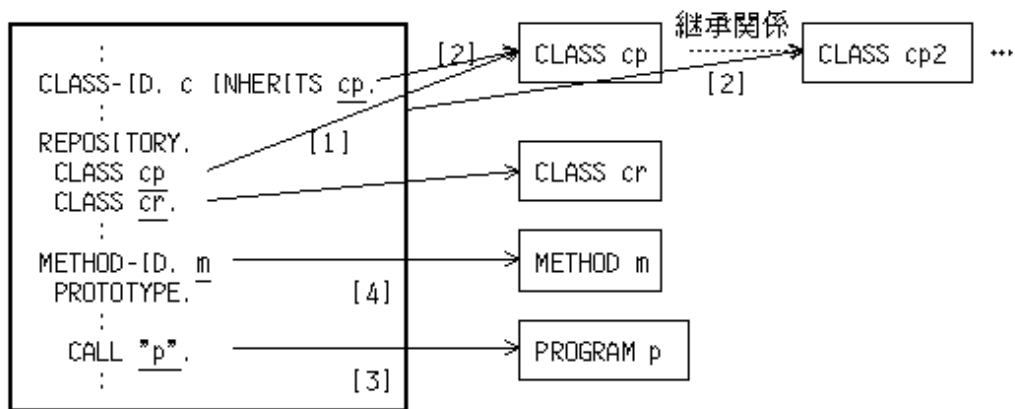 :
CLASS-ID. c INHERITS cp.
:
REPOSITORY.
CLASS cp
CLASS cr.
:
METHOD-ID. m
PROTOTYPE.
:
CALL "p".
:
[2]
[1]
[4]
[3]
CLASS cp
継承関係
[2]
CLASS cp2
…
CLASS cr
METHOD m
PROGRAM p